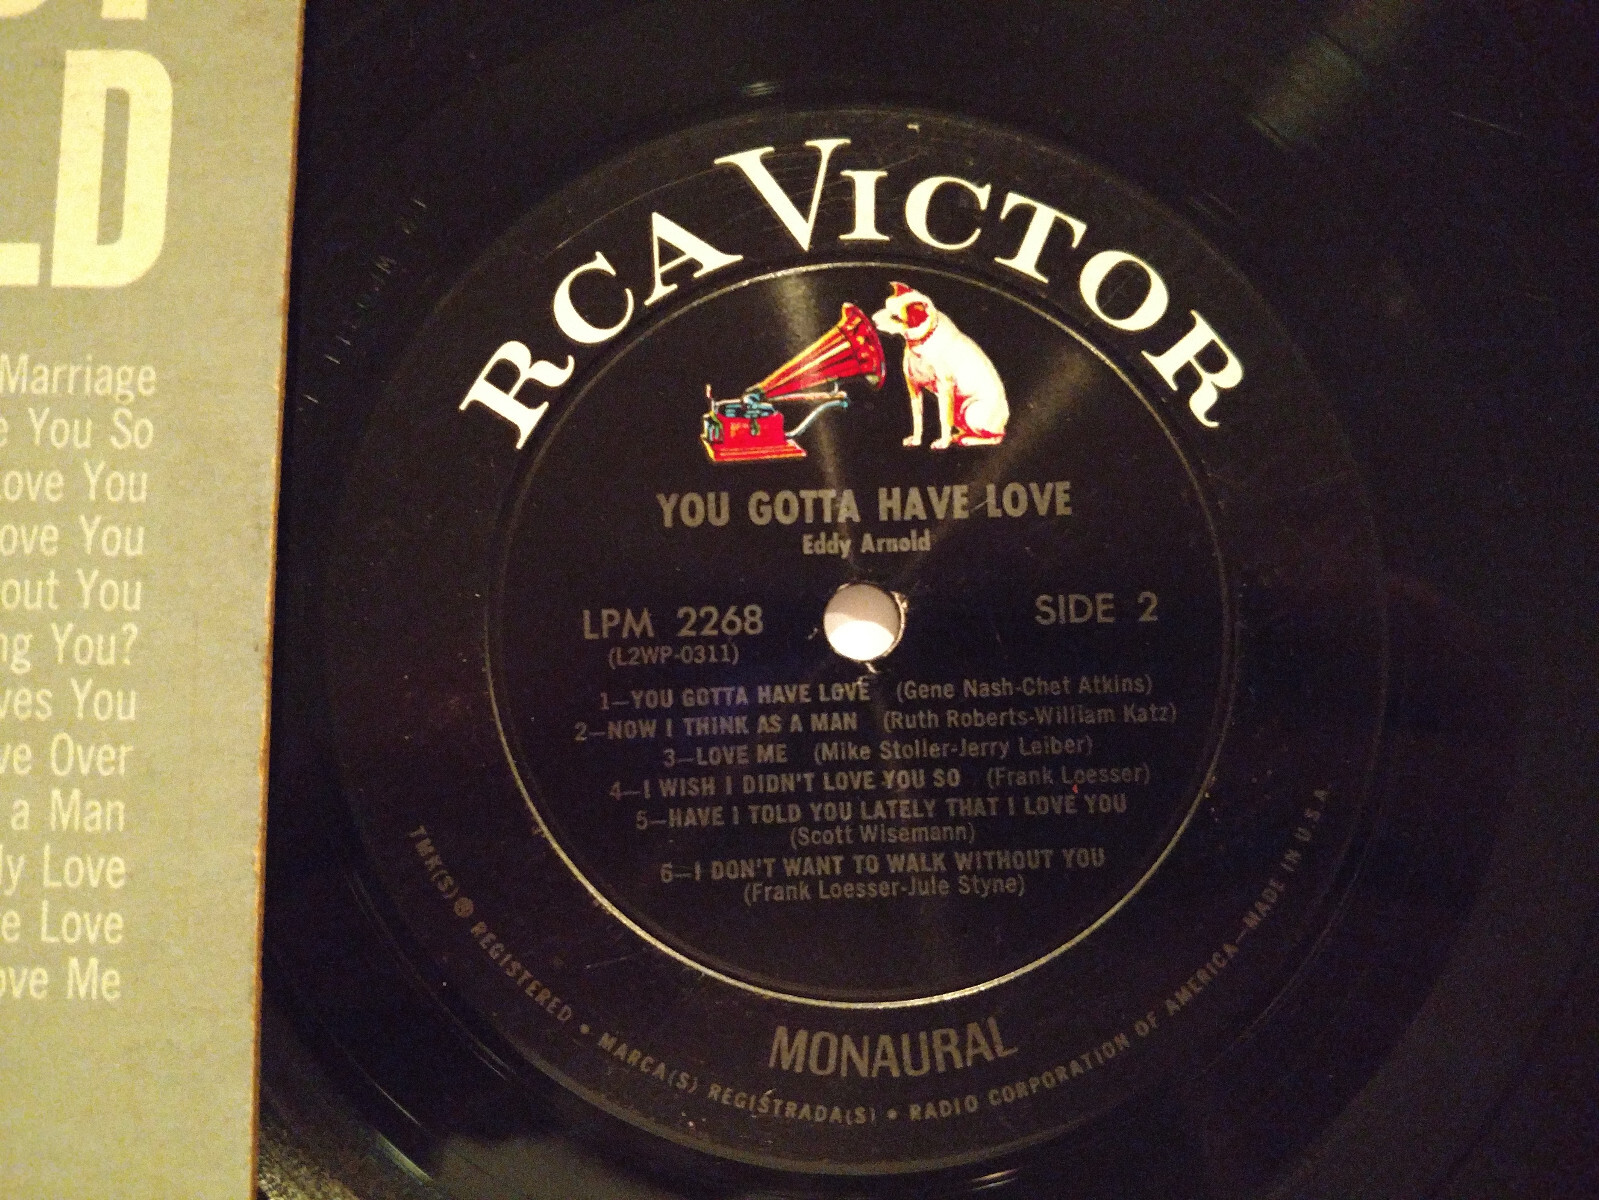 LD
Marriage
e You So
Love You
ove You
out You
ng You?
ves You
ve Over
a Man
ly Love
e Love
ove Me
RCA VICTOR
YOU GOTTA HAVE LOVE
Eddy Arnold
LPM 2268
SIDE 2
(L2WP-0311)
1—YOU GOTTA HAVE LOVE (Gene Nash-Chet Atkins)
2—NOW I THINK AS A MAN (Ruth Roberts-William Katz)
3—LOVE ME (Mike Stoller-Jerry Leiber)
4—I WISH I DIDN'T LOVE YOU SO (Frank Loesser)
5—HAVE I TOLD YOU LATELY THAT I LOVE YOU
(Scott Wisemann)
6—I DON'T WANT TO WALK WITHOUT YOU
(Frank Loesser-Jule Styne)
MONAURAL
TMK(S) ® REGISTERED • MARCA(S) REGISTRADA(S) • RADIO CORPORATION OF AMERICA—MADE IN U.S.A.